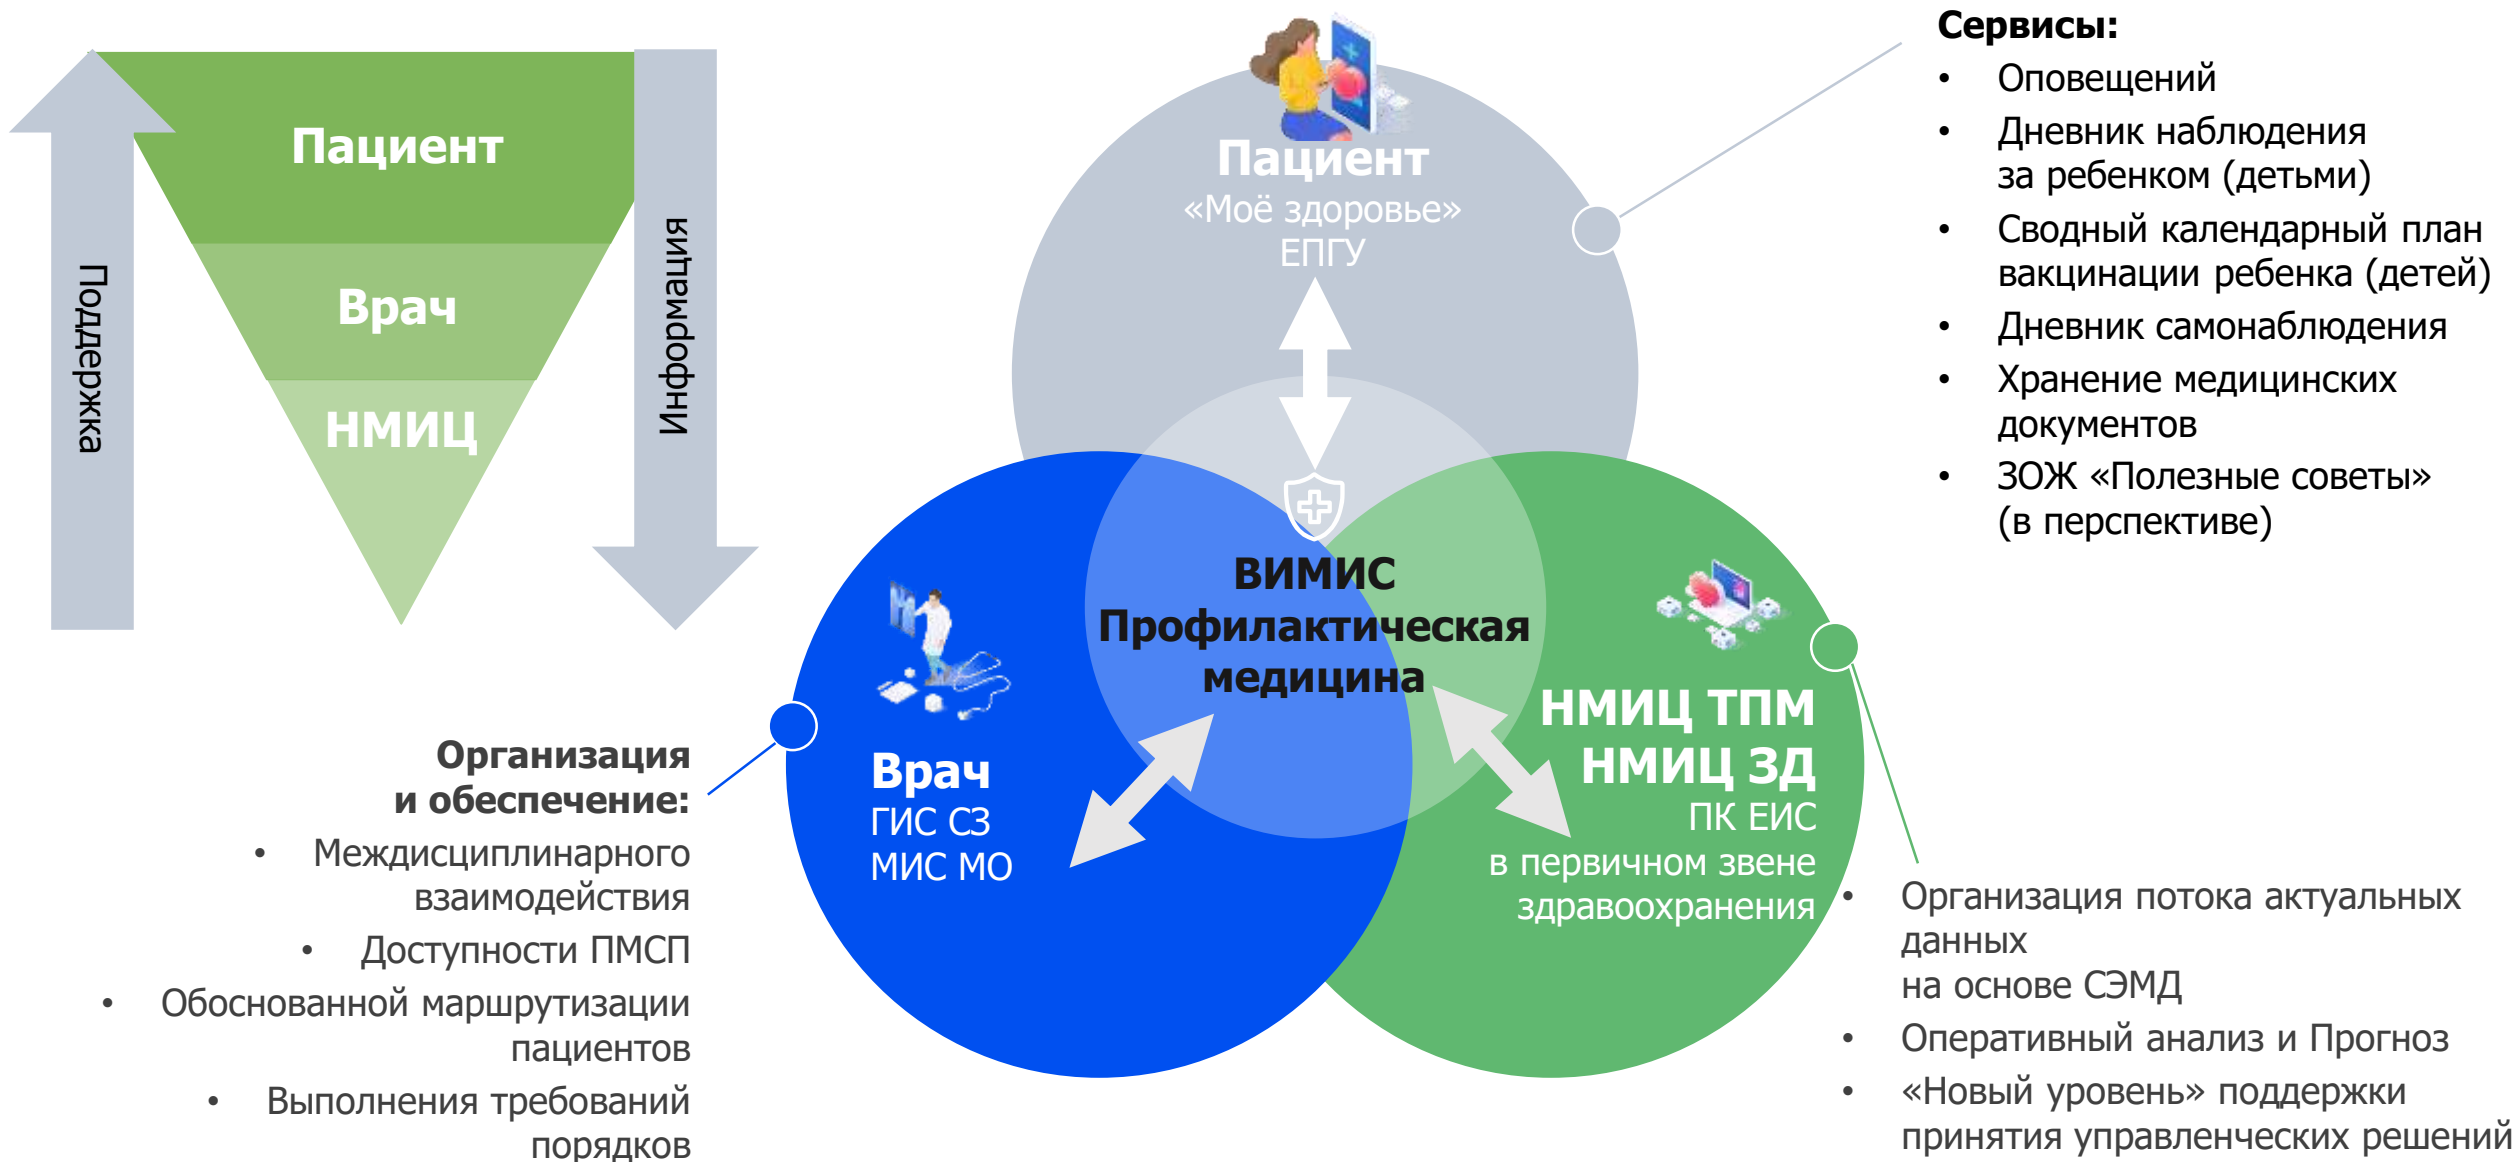 Поддержка
Пациент
Врач
НМИЦ
Информация
Пациент
«Моё здоровье»
ЕПГУ
ВИМИС
Профилактическая
медицина
Врач
ГИС СЗ
МИС МО
НМИЦ ТПМ
НМИЦ ЗД
ПК ЕИС
в первичном звене
здравоохранения
Сервисы:
• Оповещений
• Дневник наблюдения
за ребенком (детьми)
• Сводный календарный план
вакцинации ребенка (детей)
• Дневник самонаблюдения
• Хранение медицинских
документов
• ЗОЖ «Полезные советы»
(в перспективе)
Организация
и обеспечение:
• Междисциплинарного
взаимодействия
• Доступности ПМСП
• Обоснованной маршрутизации
пациентов
• Выполнения требований
порядков
• Организация потока актуальных
данных
на основе СЭМД
• Оперативный анализ и Прогноз
• «Новый уровень» поддержки
принятия управленческих решений